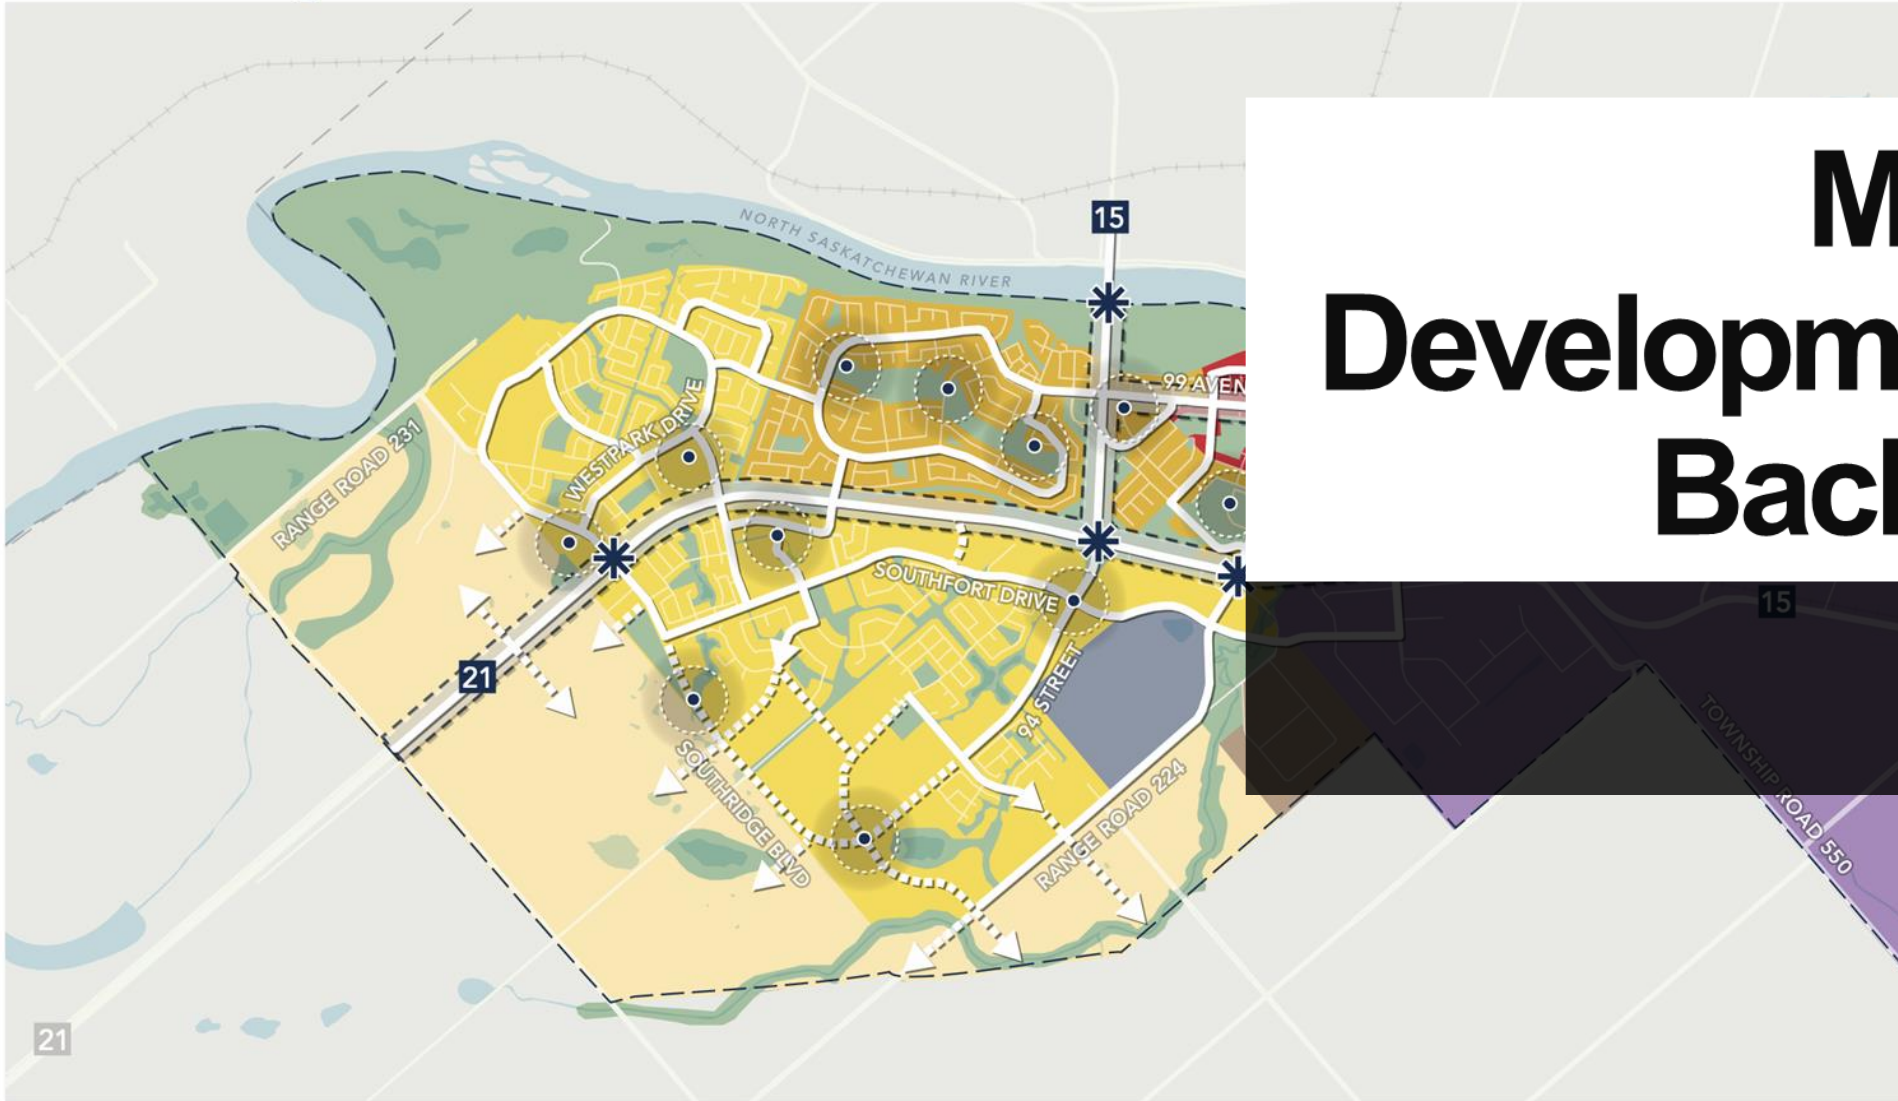 M
Developm
Back
NORTH SASKATCHEWAN RIVER
15
99 AVEN
RANGE ROAD 231
WESTPARK DRIVE
SOUTHFORT DRIVE
15
21
94 STREET
SOUTHRIDGE BLVD
RANGE ROAD 224
TOWNSHIP ROAD 550
21